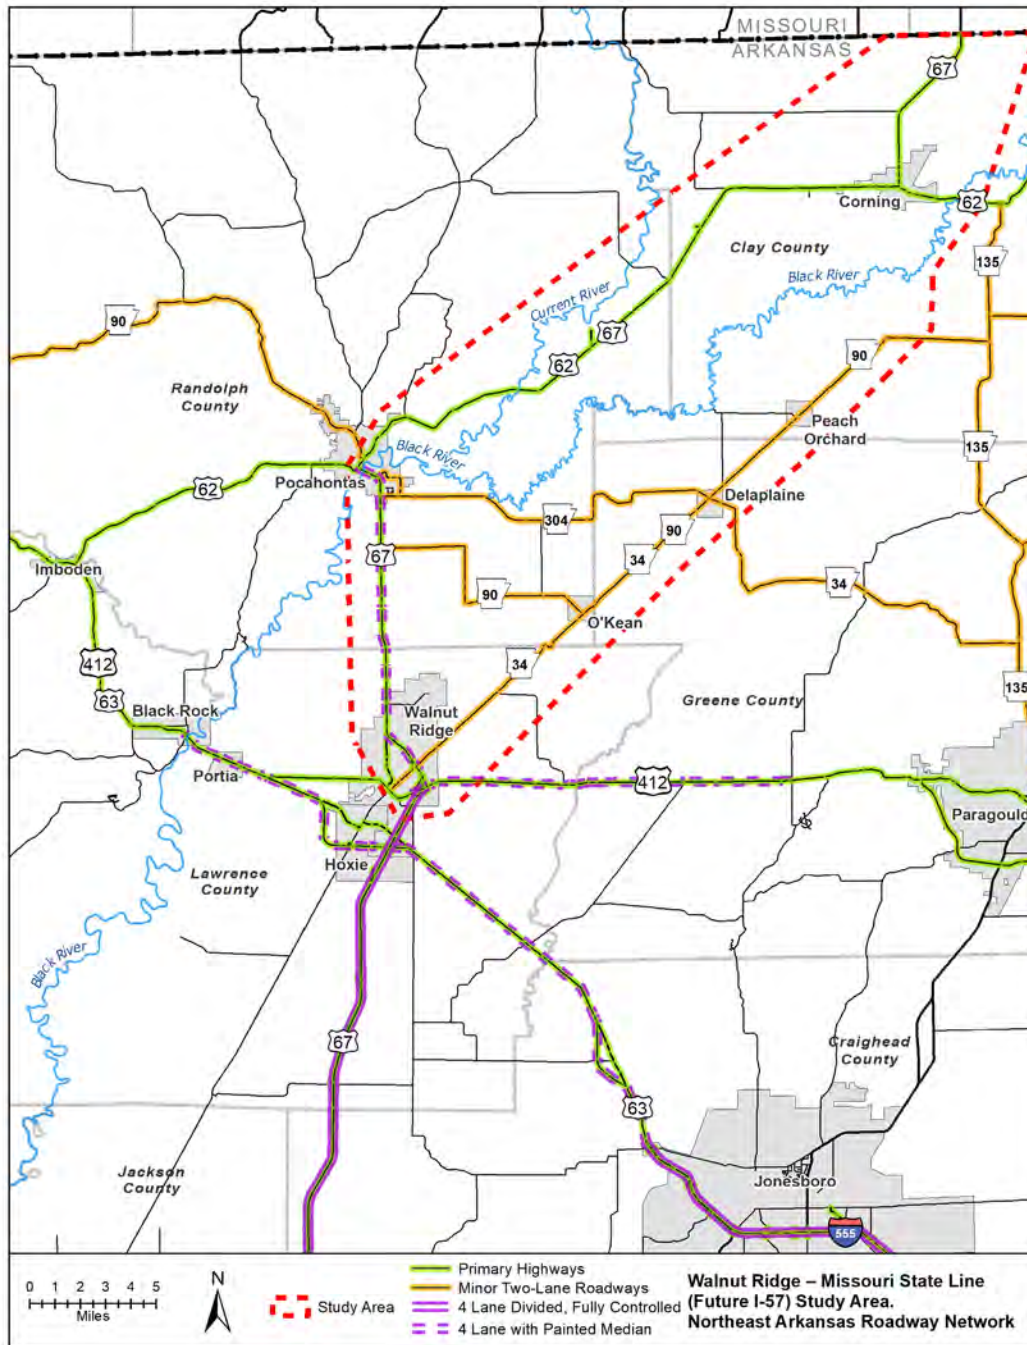 MISSOURI
ARKANSAS
67
Corning
62
Clay County
135
Black River
Current River
90
67
62
90
Randolph
County
Peach
Orchard
135
Black River
Pocahontas
62
Delaplaine
304
90
67
34
Imboden
90
34
O'Kean
412
34
63
135
Black Rock
Walnut
Ridge
Greene County
Portia
412
Paragould
Hoxie
Lawrence
County
Black River
67
Craighead
County
63
Jackson
County
Jonesboro
555
0 1 2 3 4 5
Miles
N
Study Area
Primary Highways
Minor Two-Lane Roadways
4 Lane Divided, Fully Controlled
4 Lane with Painted Median
Walnut Ridge – Missouri State Line
(Future I-57) Study Area.
Northeast Arkansas Roadway Network